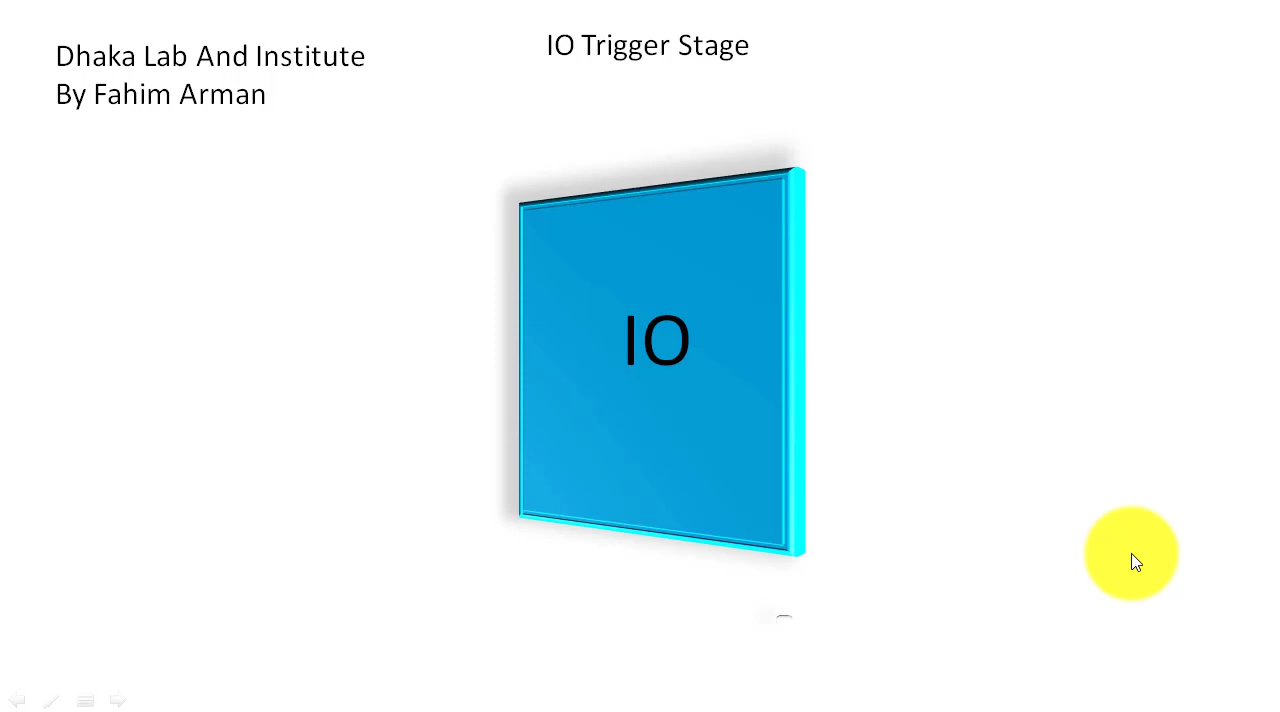 Dhaka Lab And Institute
By Fahim Arman
IO Trigger Stage
IO